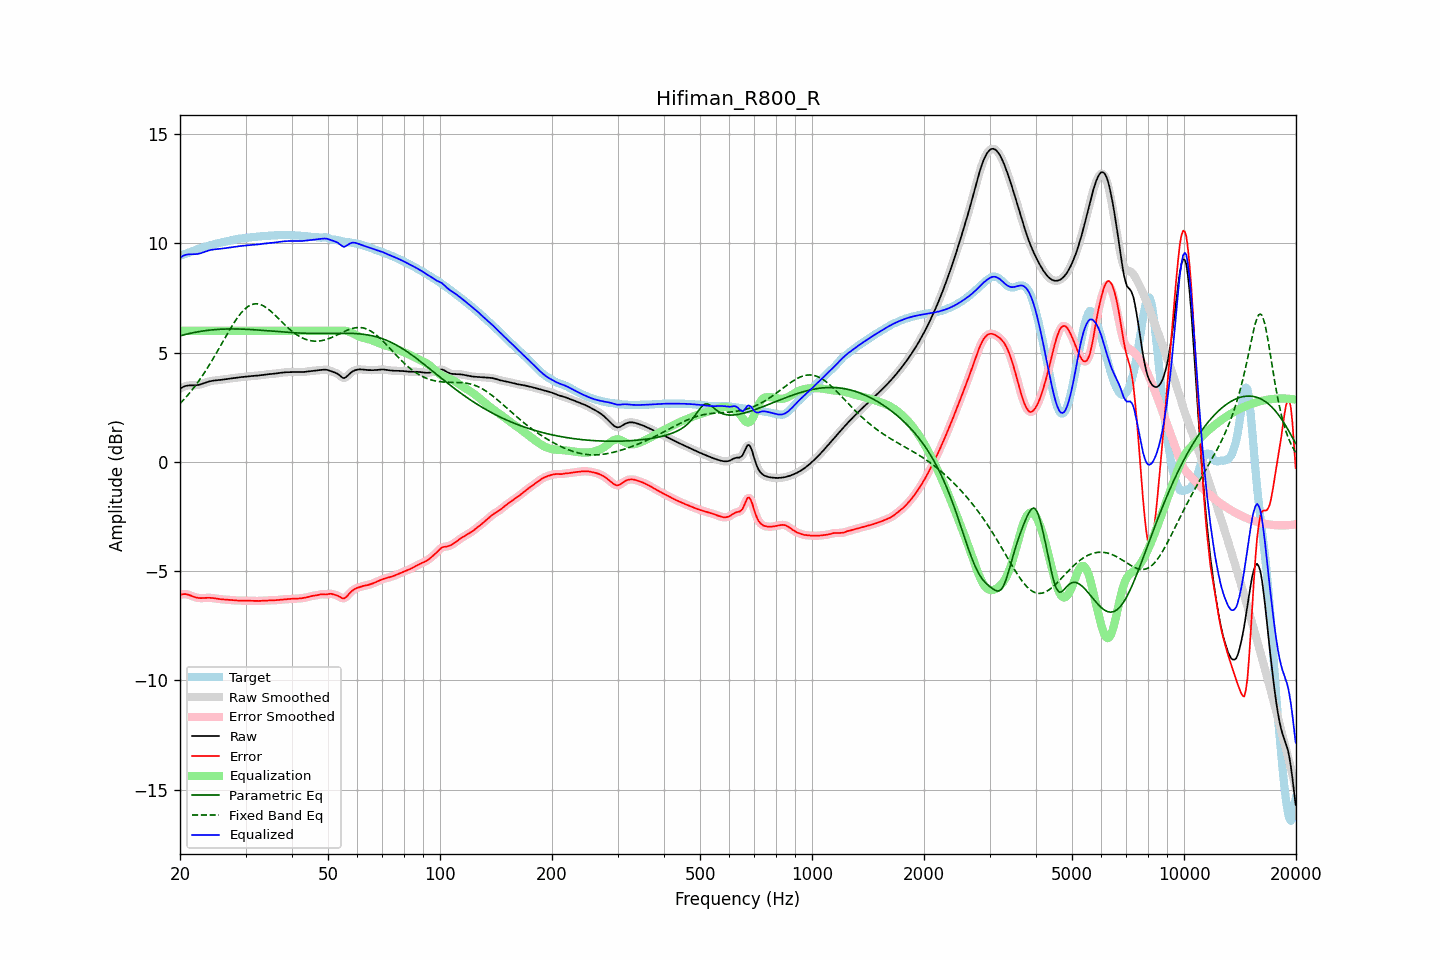 Hifiman_R800_R
Amplitude (dBr)
15
10
5
0
−5
−10
−15
Target
Raw Smoothed
Error Smoothed
Raw
Error
Equalization
Parametric Eq
Fixed Band Eq
Equalized
20 50 100 200 500 1000 2000 5000 10000 20000
Frequency (Hz)